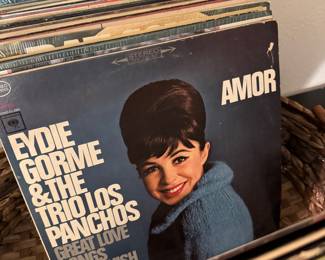 STEREO
AMOR
EYDIE
GORME
& THE
TRIO LOS
PANCHOS
GREAT LOVE